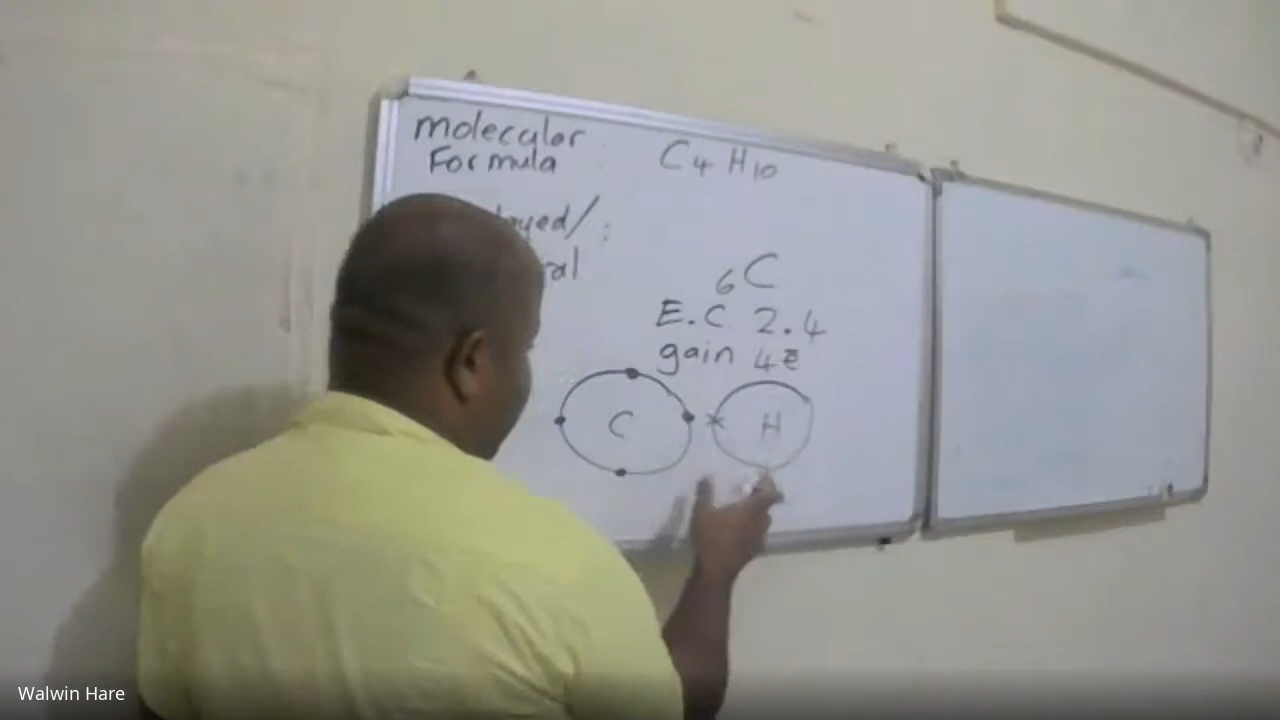 molecular : C4 H10
Formula
6C
E.C 2.4
gain 4e̅
C H
Walwin Hare